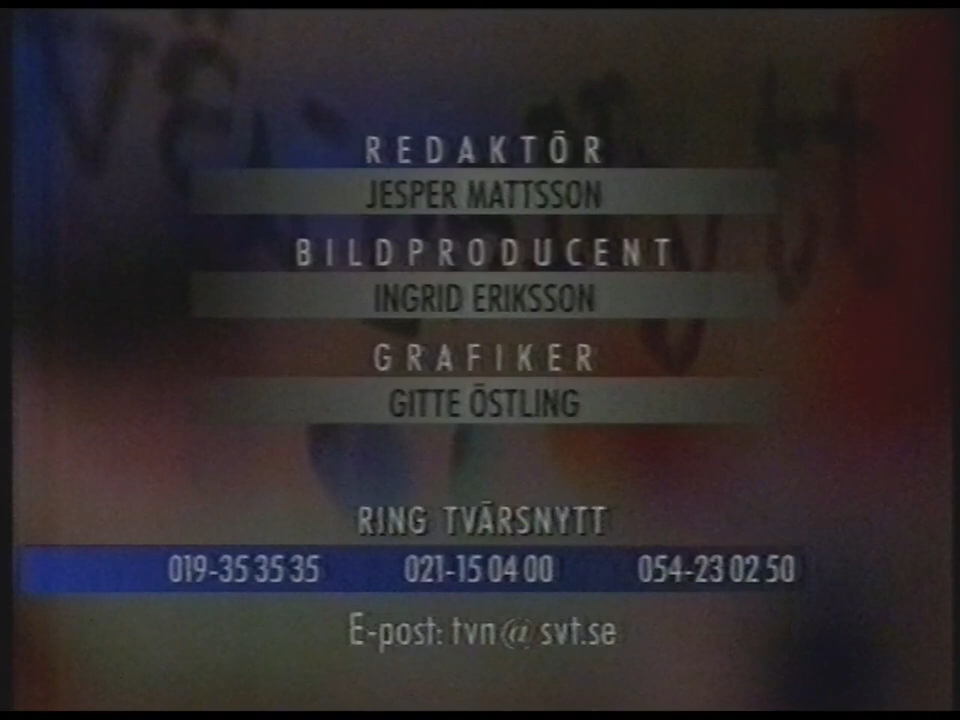 REDAKTÖR
JESPER MATTSSON
BILDPRODUCENT
INGRID ERIKSSON
GRAFIKER
GITTE ÖSTLING
RING TVÄRSNYTT
019-35 35 35 021-15 04 00 054-23 02 50
E-post: tvn@svt.se